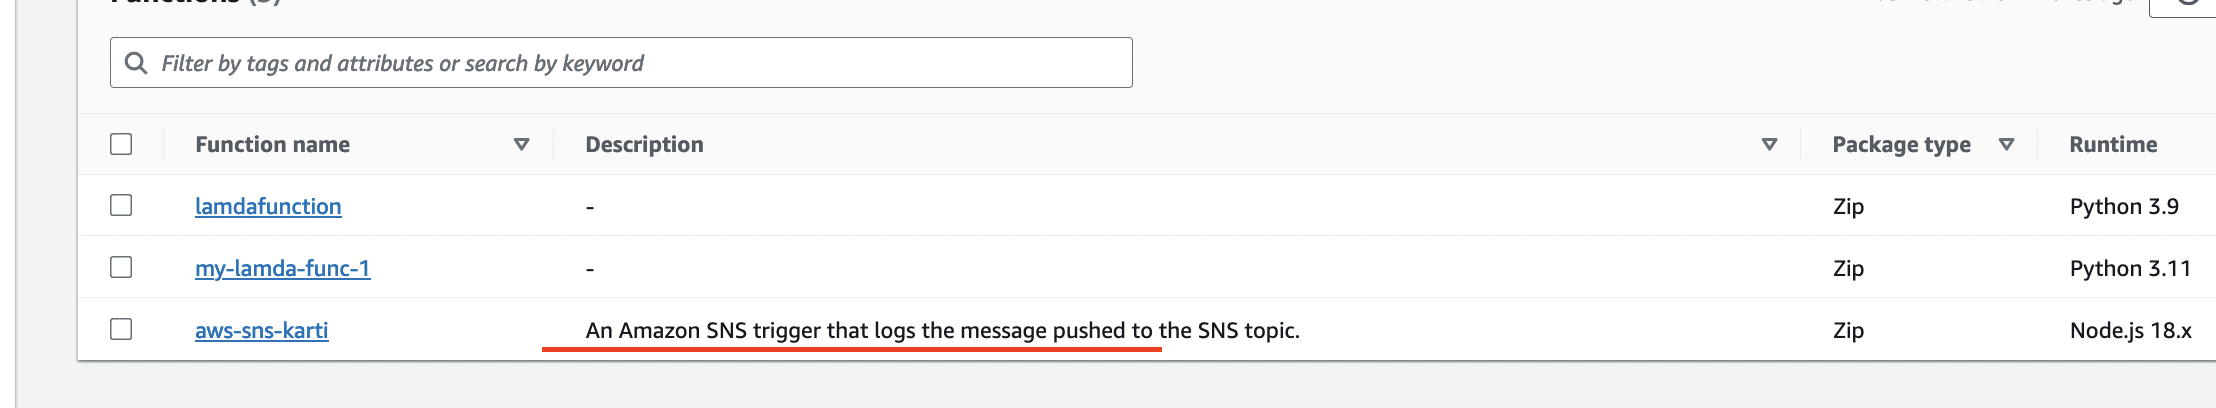 Functions (3)
Filter by tags and attributes or search by keyword
Function name Description Package type Runtime
lamdafunction - Zip Python 3.9
my-lamda-func-1 - Zip Python 3.11
aws-sns-karti An Amazon SNS trigger that logs the message pushed to the SNS topic. Zip Node.js 18.x